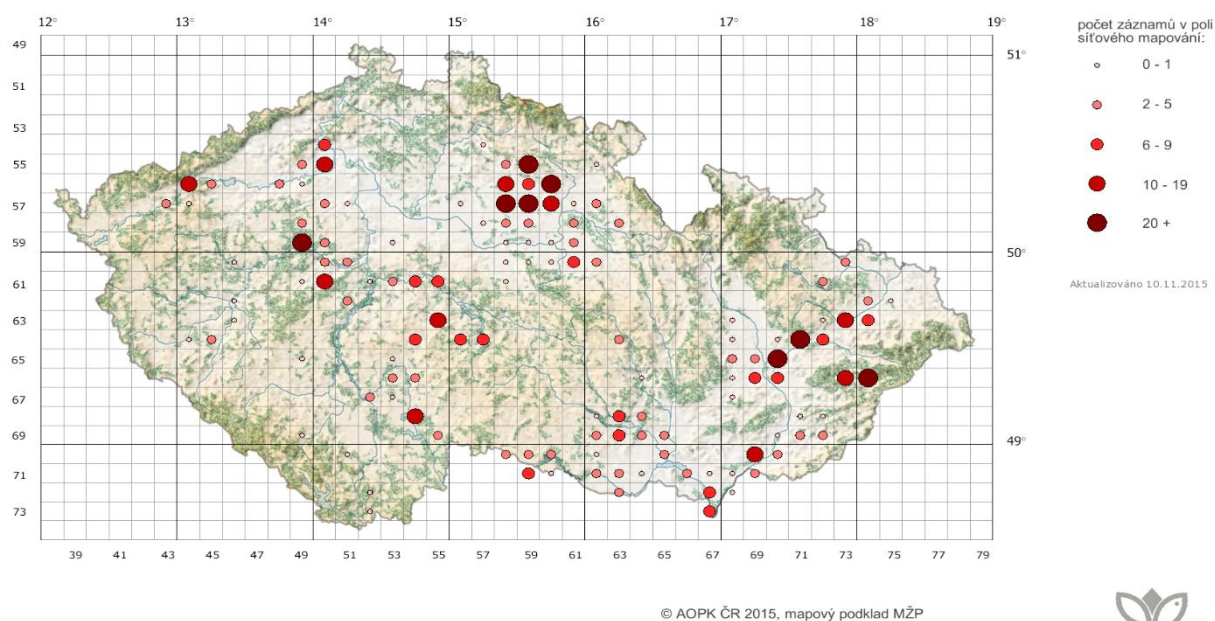 12° 13° 14° 15° 16° 17° 18° 19°
49
51°
51
53
55
57
59
50°
61
63
65
67
69
49°
71
73
39 41 43 45 47 49 51 53 55 57 59 61 63 65 67 69 71 73 75 77 79
počet záznamů v poli
síťového mapování:
0 - 1
2 - 5
6 - 9
10 - 19
20 +
Aktualizováno 10.11.2015
© AOPK ČR 2015, mapový podklad MŽP